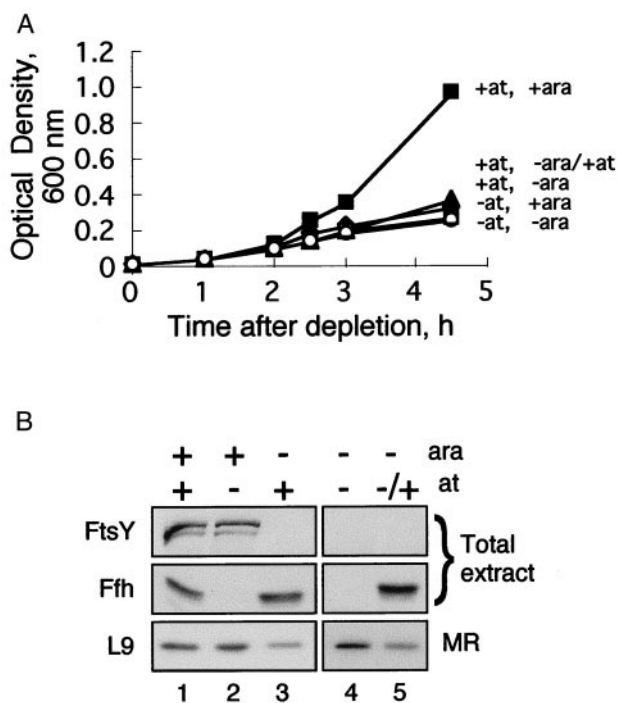 A
1.2
1.0
0.8
0.6
0.4
0.2
0
Optical Density,
600 nm
0 1 2 3 4 5
Time after depletion, h
+at, +ara
+at, -ara/+at
+at, -ara
-at, +ara
-at, -ara
B
+ + - - - ara
+ - + - -/+ at
FtsY
Ffh
Total
extract
L9 MR
1 2 3 4 5